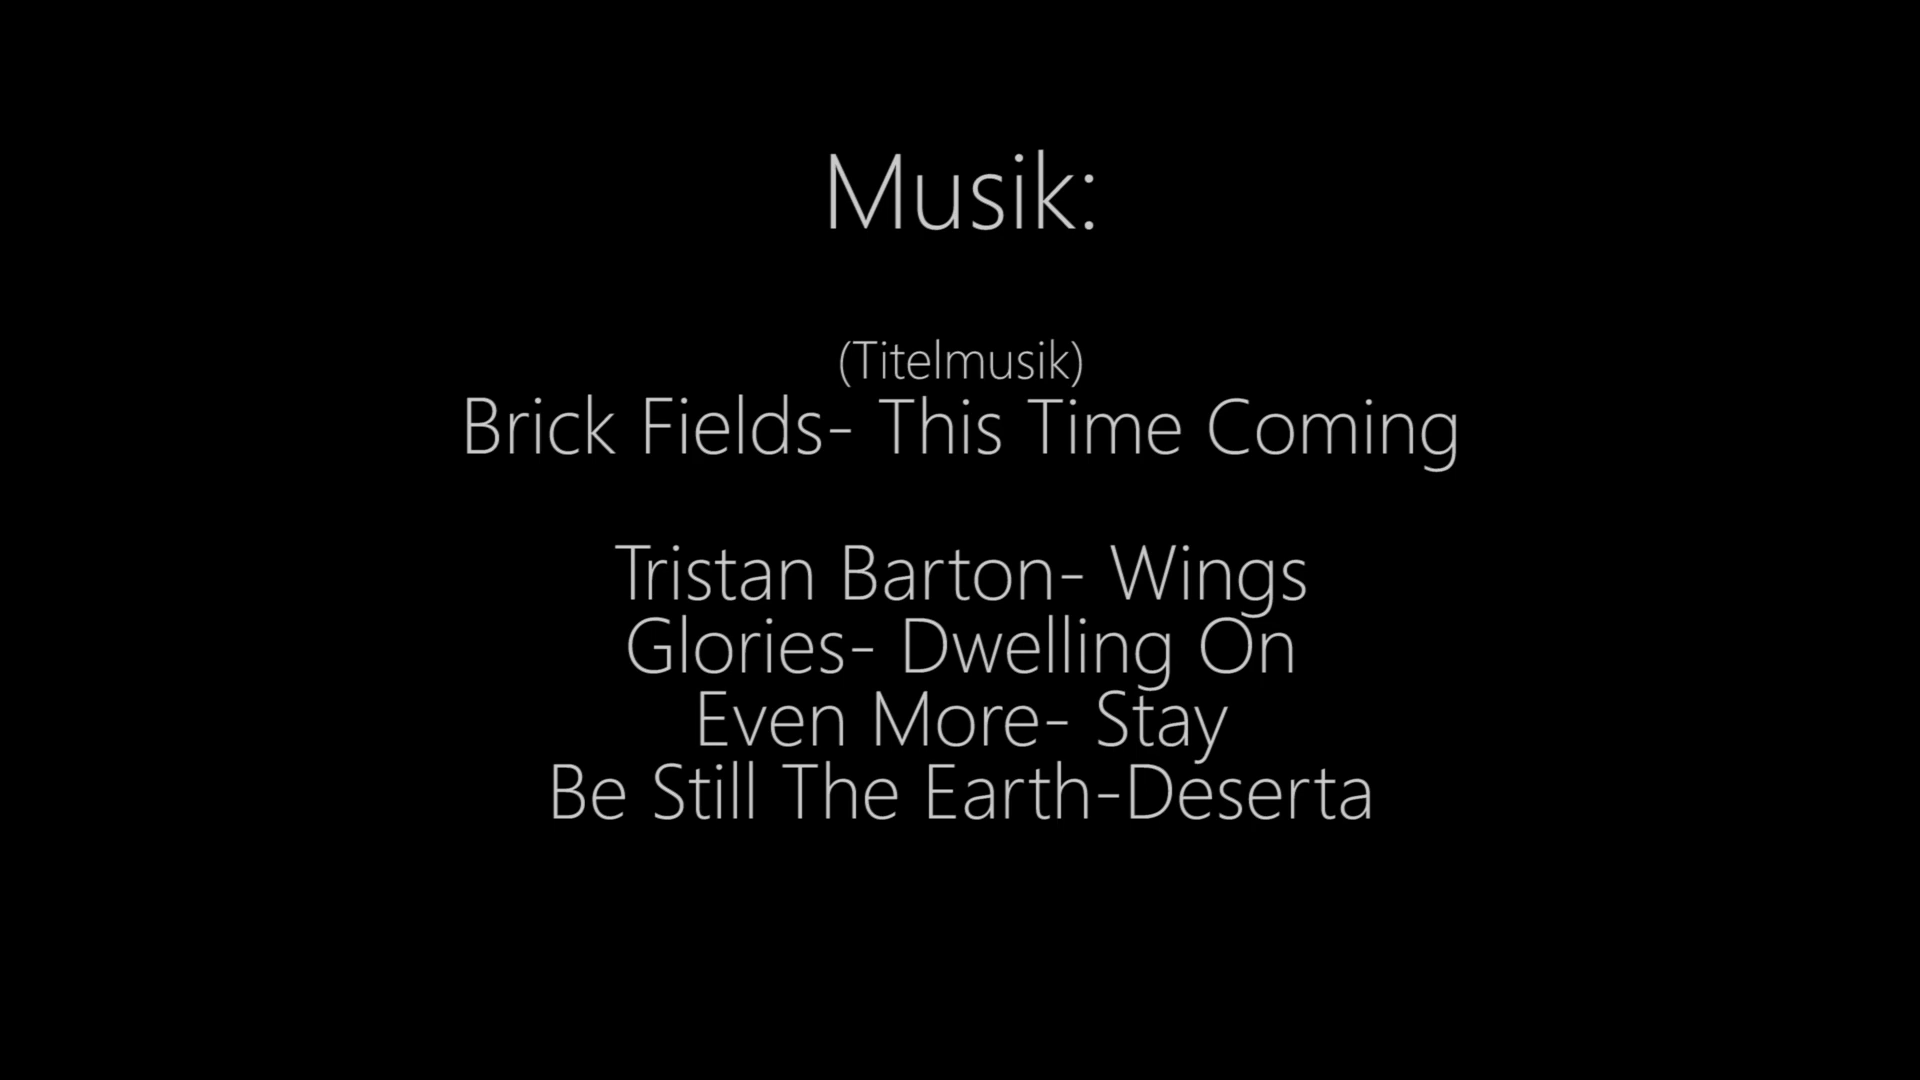 Musik:
(Titelmusik)
Brick Fields- This Time Coming
Tristan Barton- Wings
Glories- Dwelling On
Even More- Stay
Be Still The Earth-Deserta